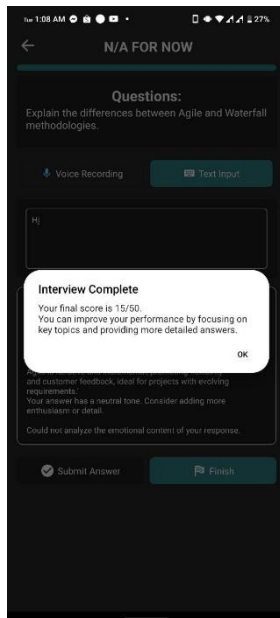 Tue 1:08 AM
27%
N/A FOR NOW
Questions:
Explain the differences between Agile and Waterfall
methodologies.
Voice Recording
Text Input
Hj
Interview Complete
Your final score is 15/50.
You can improve your performance by focusing on
key topics and providing more detailed answers.
OK
and customer feedback, ideal for projects with evolving
requirements.'
Your answer has a neutral tone. Consider adding more
enthusiasm or detail.
Could not analyze the emotional content of your response.
Submit Answer
Finish